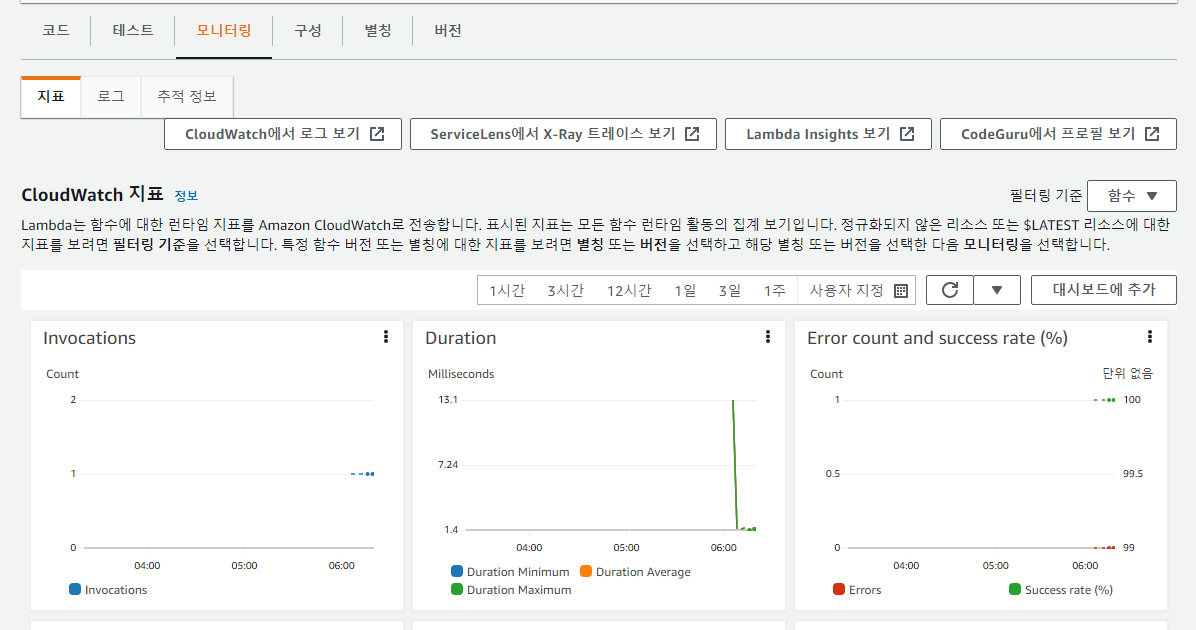 코드 테스트 모니터링 구성 별칭 버전
지표 로그 추적 정보
CloudWatch에서 로그 보기 ServiceLens에서 X-Ray 트레이스 보기 Lambda Insights 보기 CodeGuru에서 프로필 보기
CloudWatch 지표 정보 필터링 기준 함수
Lambda는 함수에 대한 런타임 지표를 Amazon CloudWatch로 전송합니다. 표시된 지표는 모든 함수 런타임 활동의 집계 보기입니다. 정규화되지 않은 리소스 또는 $LATEST 리소스에 대한
지표를 보려면 필터링 기준을 선택합니다. 특정 함수 버전 또는 별칭에 대한 지표를 보려면 별칭 또는 버전을 선택하고 해당 별칭 또는 버전을 선택한 다음 모니터링을 선택합니다.
1시간 3시간 12시간 1일 3일 1주 사용자 지정 대시보드에 추가
Invocations
Count
2
1
0
04:00 05:00 06:00
Invocations
Duration
Milliseconds
13.1
7.24
1.4
04:00 05:00 06:00
Duration Minimum Duration Average
Duration Maximum
Error count and success rate (%)
Count 단위 없음
1 100
0.5 99.5
0 99
04:00 05:00 06:00
Errors Success rate (%)